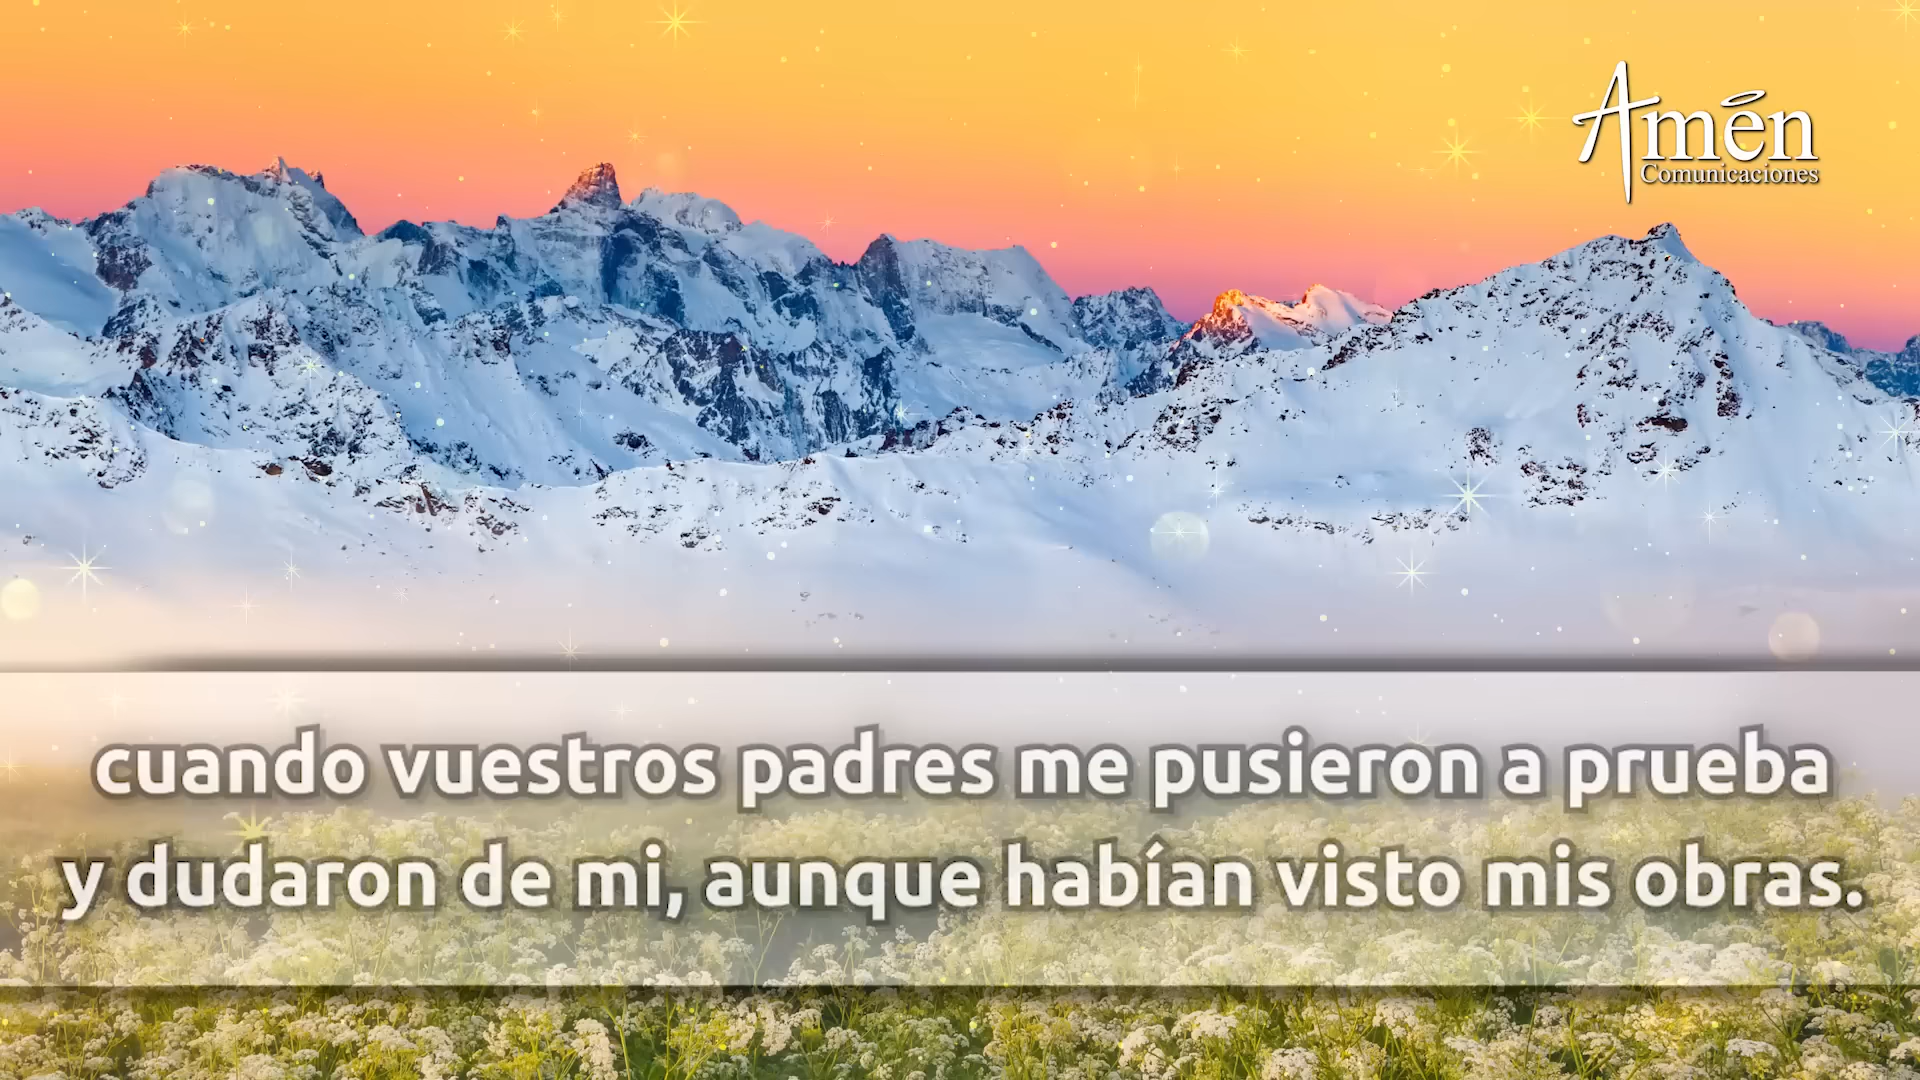 Amén
Comunicaciones
cuando vuestros padres me pusieron a prueba
y dudaron de mi, aunque habían visto mis obras.